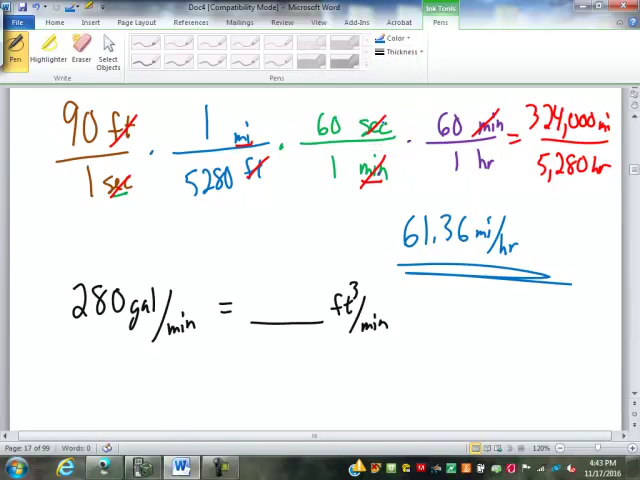 Doc4 [Compatibility Mode] - Microsoft Word
Ink Tools
File Home Insert Page Layout References Mailings Review View Add-Ins Acrobat Pens
Pen Highlighter Eraser Select Objects
Color
Thickness
Write
Pens
90 ft / 1 sec · 1 mi / 5280 ft · 60 sec / 1 min · 60 min / 1 hr = 324,000 mi / 5,280 hr
61.36 mi/hr
280 gal/min = ____ ft³/min
Page: 17 of 99 Words: 0 120%
4:43 PM
11/17/2016